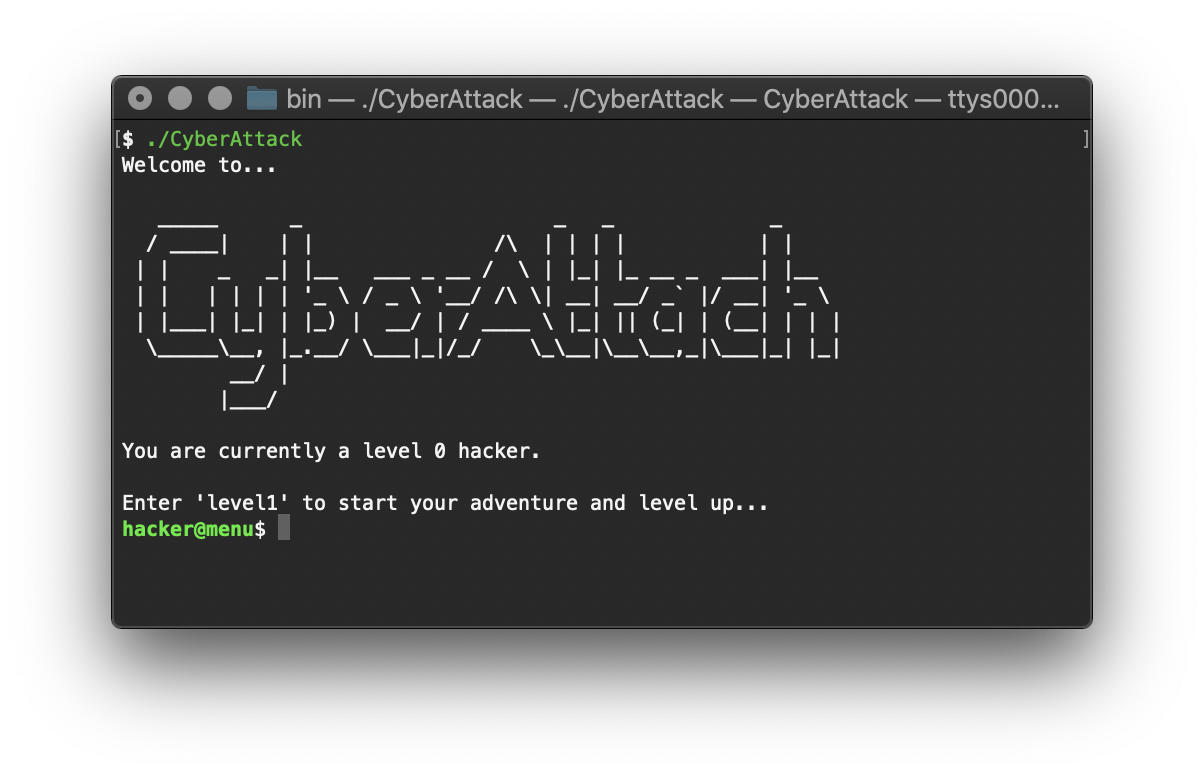 bin — ./CyberAttack — ./CyberAttack — CyberAttack — ttys000...
[$ ./CyberAttack ]
Welcome to...
CyberAttach
You are currently a level 0 hacker.
Enter 'level1' to start your adventure and level up...
hacker@menu$